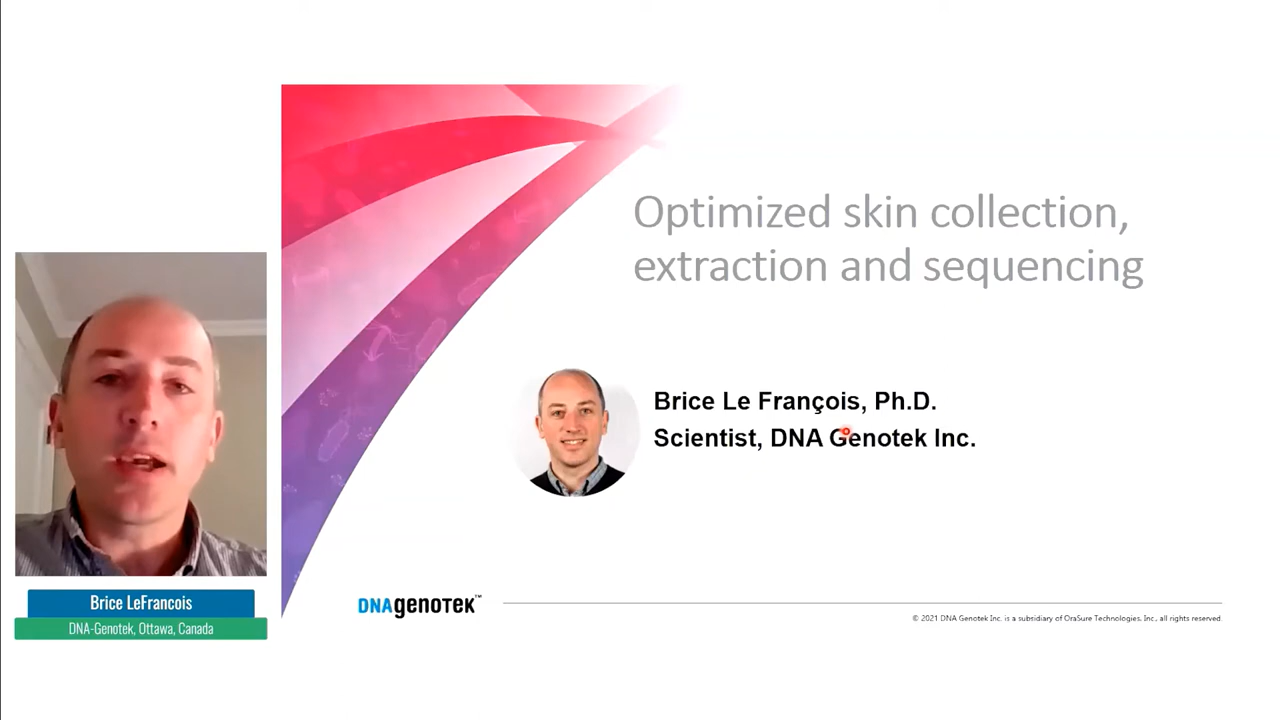 Optimized skin collection,
extraction and sequencing
Brice Le François, Ph.D.
Scientist, DNA Genotek Inc.
Brice LeFrancois
DNA-Genotek, Ottawa, Canada
DNAGENOTEK™
© 2021 DNA Genotek Inc. is a subsidiary of OraSure Technologies, Inc., all rights reserved.